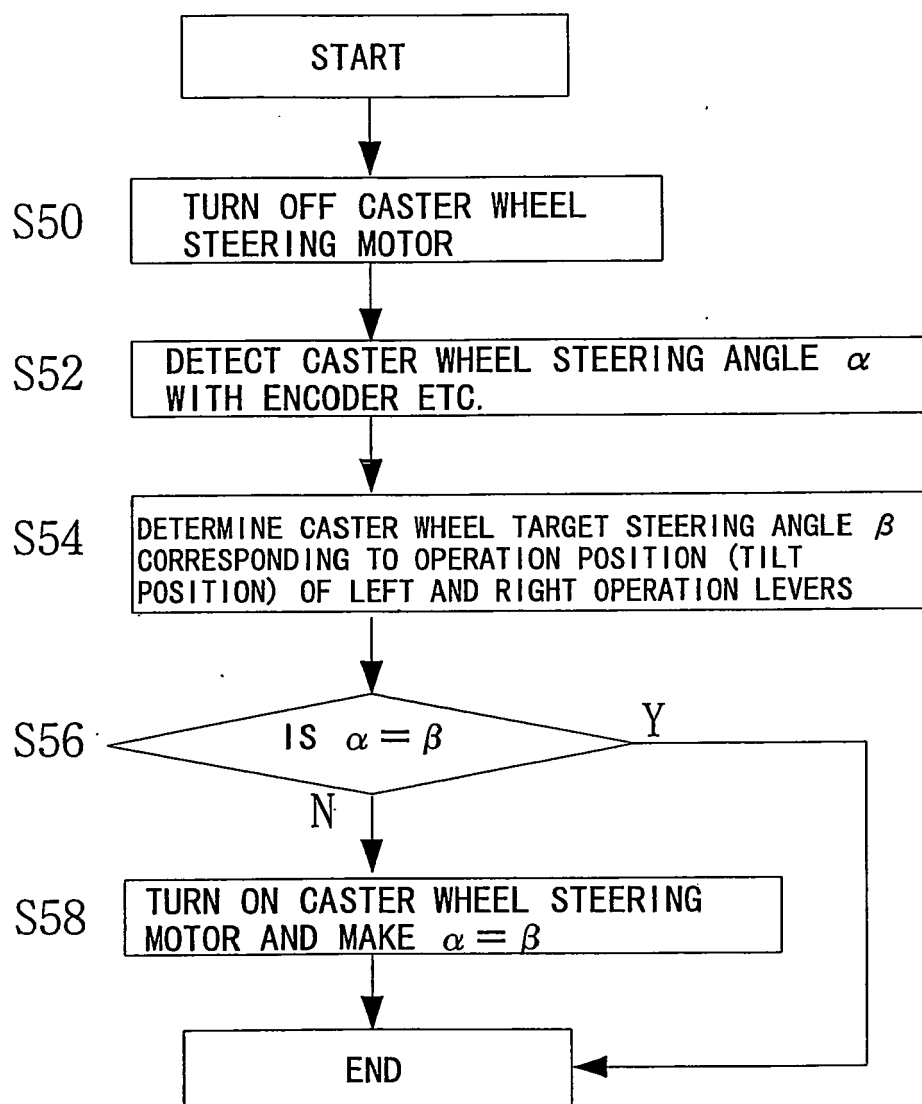 START
S50
TURN OFF CASTER WHEEL
STEERING MOTOR
S52
DETECT CASTER WHEEL STEERING ANGLE α
WITH ENCODER ETC.
S54
DETERMINE CASTER WHEEL TARGET STEERING ANGLE β
CORRESPONDING TO OPERATION POSITION (TILT
POSITION) OF LEFT AND RIGHT OPERATION LEVERS
S56
IS α = β
Y
N
S58
TURN ON CASTER WHEEL STEERING
MOTOR AND MAKE α = β
END